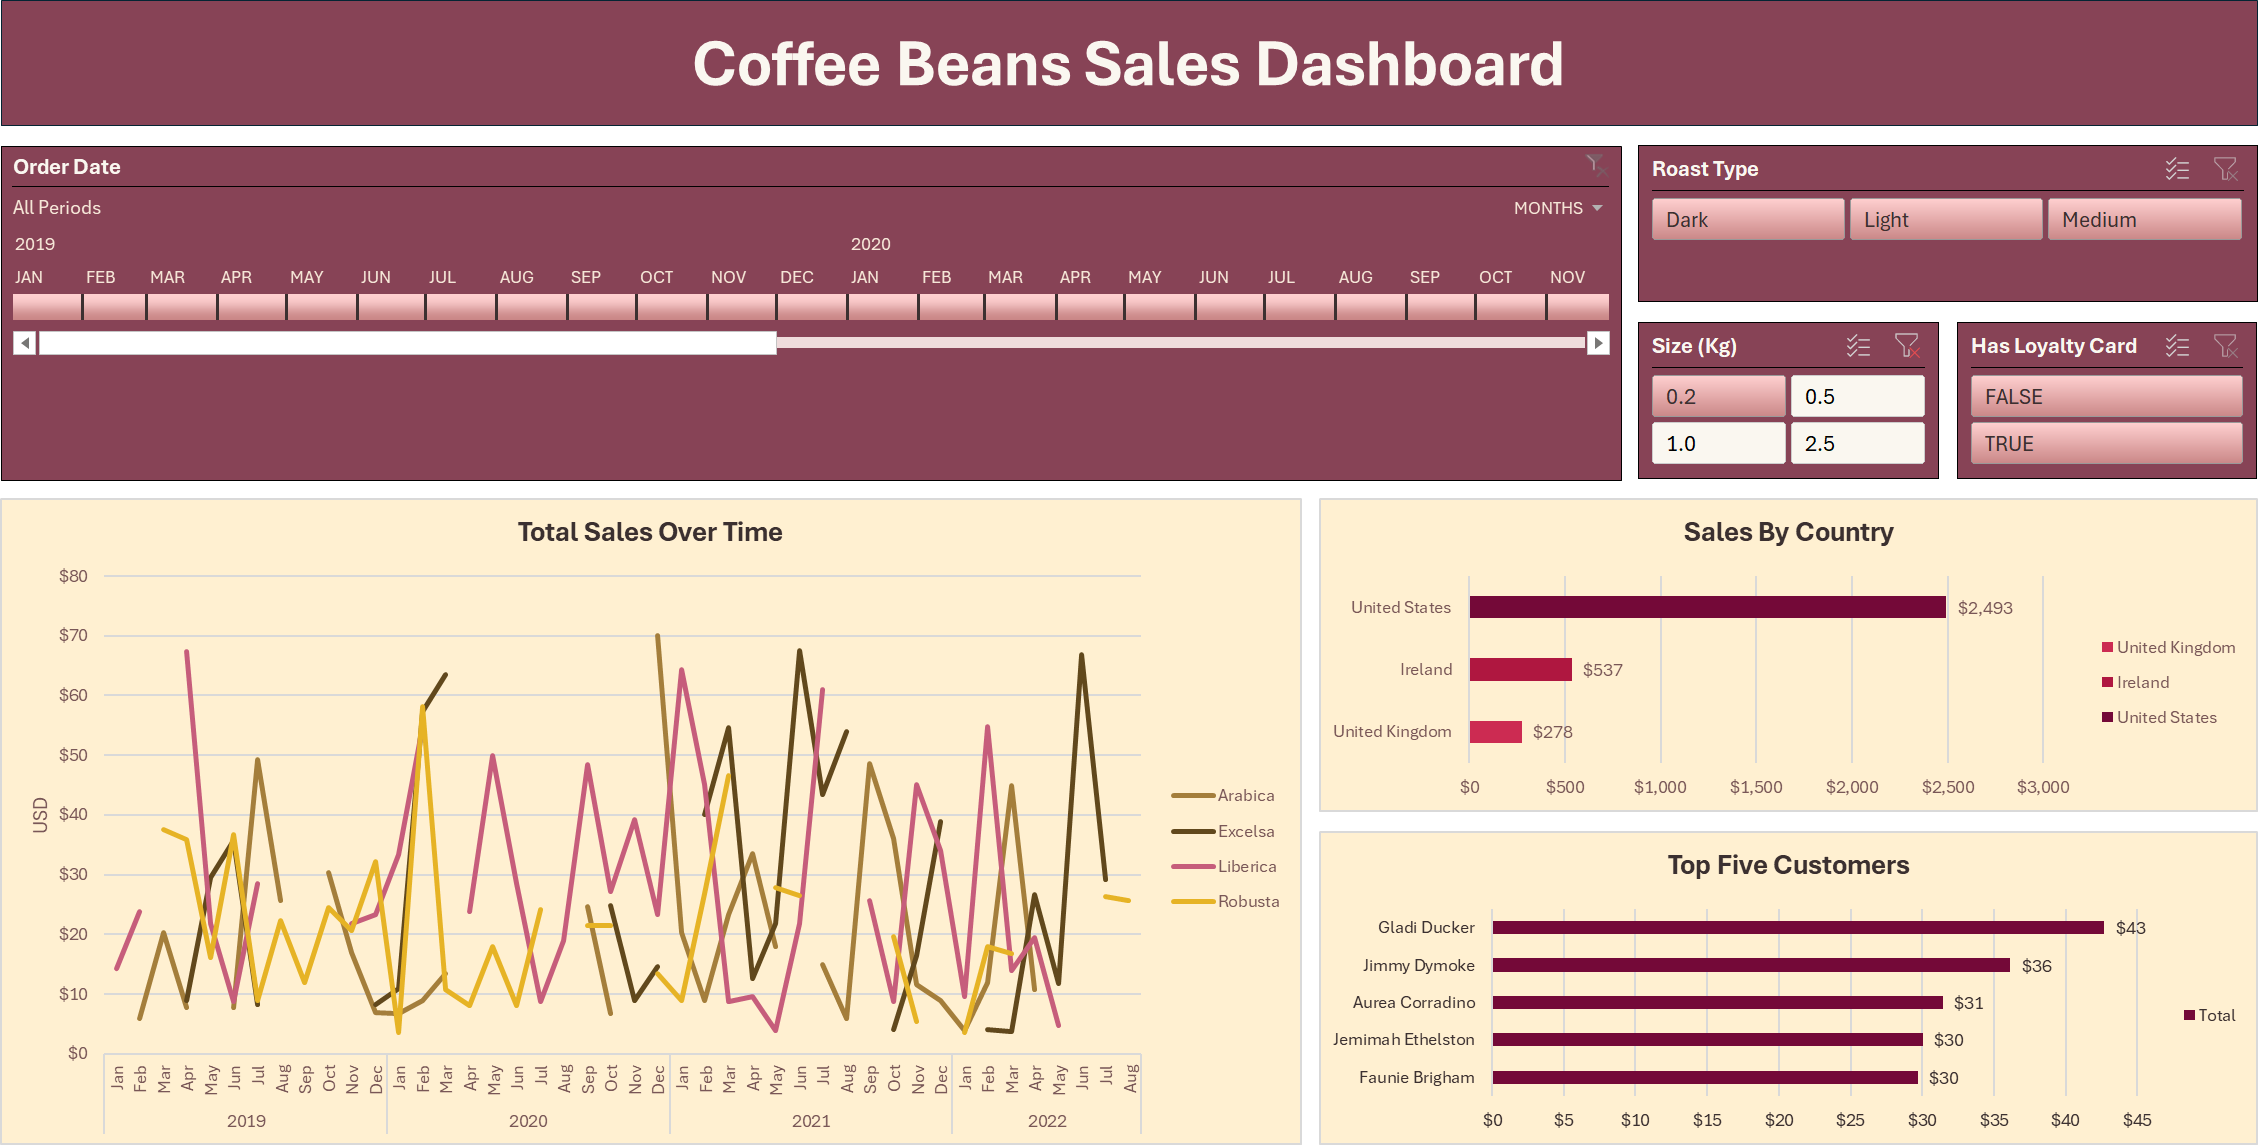 Coffee Beans Sales Dashboard
Order Date
All Periods
MONTHS
2019 2020
JAN FEB MAR APR MAY JUN JUL AUG SEP OCT NOV DEC JAN FEB MAR APR MAY JUN JUL AUG SEP OCT NOV
Roast Type
Dark Light Medium
Size (Kg)
0.2 0.5
1.0 2.5
Has Loyalty Card
FALSE
TRUE
Total Sales Over Time
$80
$70
$60
$50
$40
$30
$20
$10
$0
USD
Jan Feb Mar Apr May Jun Jul Aug Sep Oct Nov Dec Jan Feb Mar Apr May Jun Jul Aug Sep Oct Nov Dec Jan Feb Mar Apr May Jun Jul Aug Sep Oct Nov Dec Jan Feb Mar Apr May Jun Jul Aug
2019 2020 2021 2022
Arabica
Excelsa
Liberica
Robusta
Sales By Country
United States $2,493
Ireland $537
United Kingdom $278
$0 $500 $1,000 $1,500 $2,000 $2,500 $3,000
United Kingdom
Ireland
United States
Top Five Customers
Gladi Ducker $43
Jimmy Dymoke $36
Aurea Corradino $31
Jemimah Ethelston $30
Faunie Brigham $30
$0 $5 $10 $15 $20 $25 $30 $35 $40 $45
Total